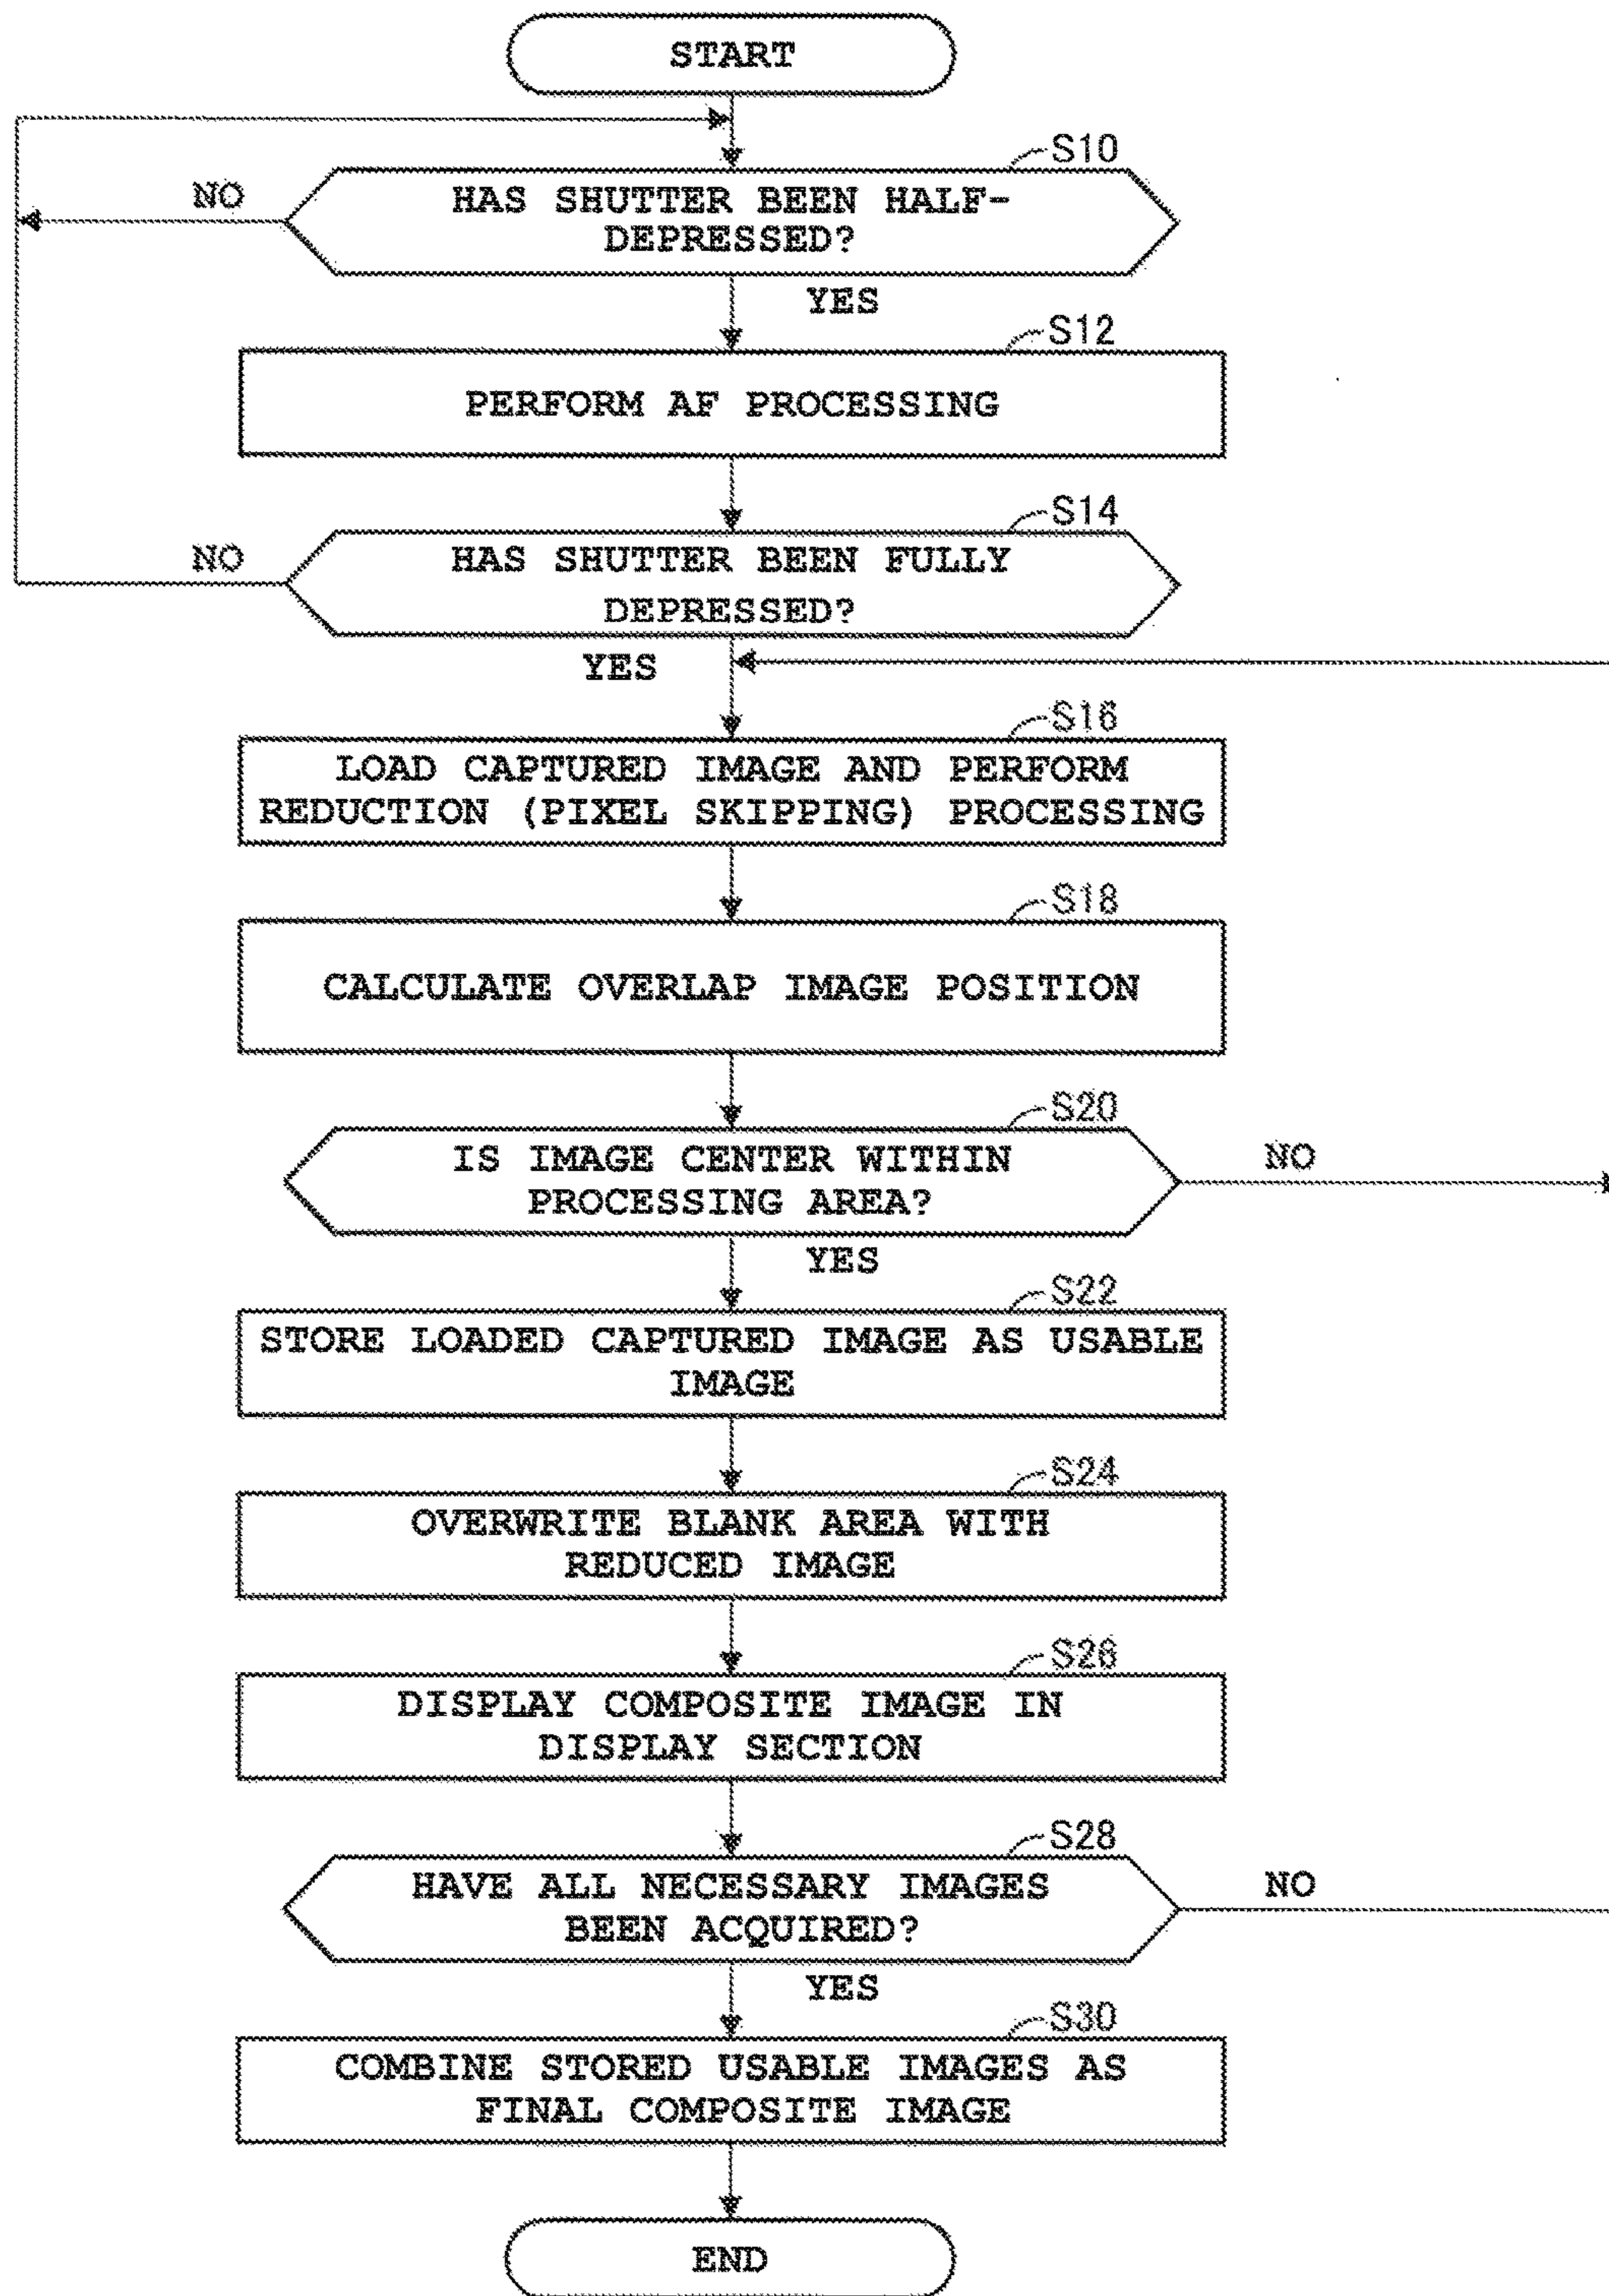 START
S10
HAS SHUTTER BEEN HALF-
DEPRESSED?
NO
YES
S12
PERFORM AF PROCESSING
S14
HAS SHUTTER BEEN FULLY
DEPRESSED?
NO
YES
S16
LOAD CAPTURED IMAGE AND PERFORM
REDUCTION (PIXEL SKIPPING) PROCESSING
S18
CALCULATE OVERLAP IMAGE POSITION
S20
IS IMAGE CENTER WITHIN
PROCESSING AREA?
NO
YES
S22
STORE LOADED CAPTURED IMAGE AS USABLE
IMAGE
S24
OVERWRITE BLANK AREA WITH
REDUCED IMAGE
S26
DISPLAY COMPOSITE IMAGE IN
DISPLAY SECTION
S28
HAVE ALL NECESSARY IMAGES
BEEN ACQUIRED?
NO
YES
S30
COMBINE STORED USABLE IMAGES AS
FINAL COMPOSITE IMAGE
END